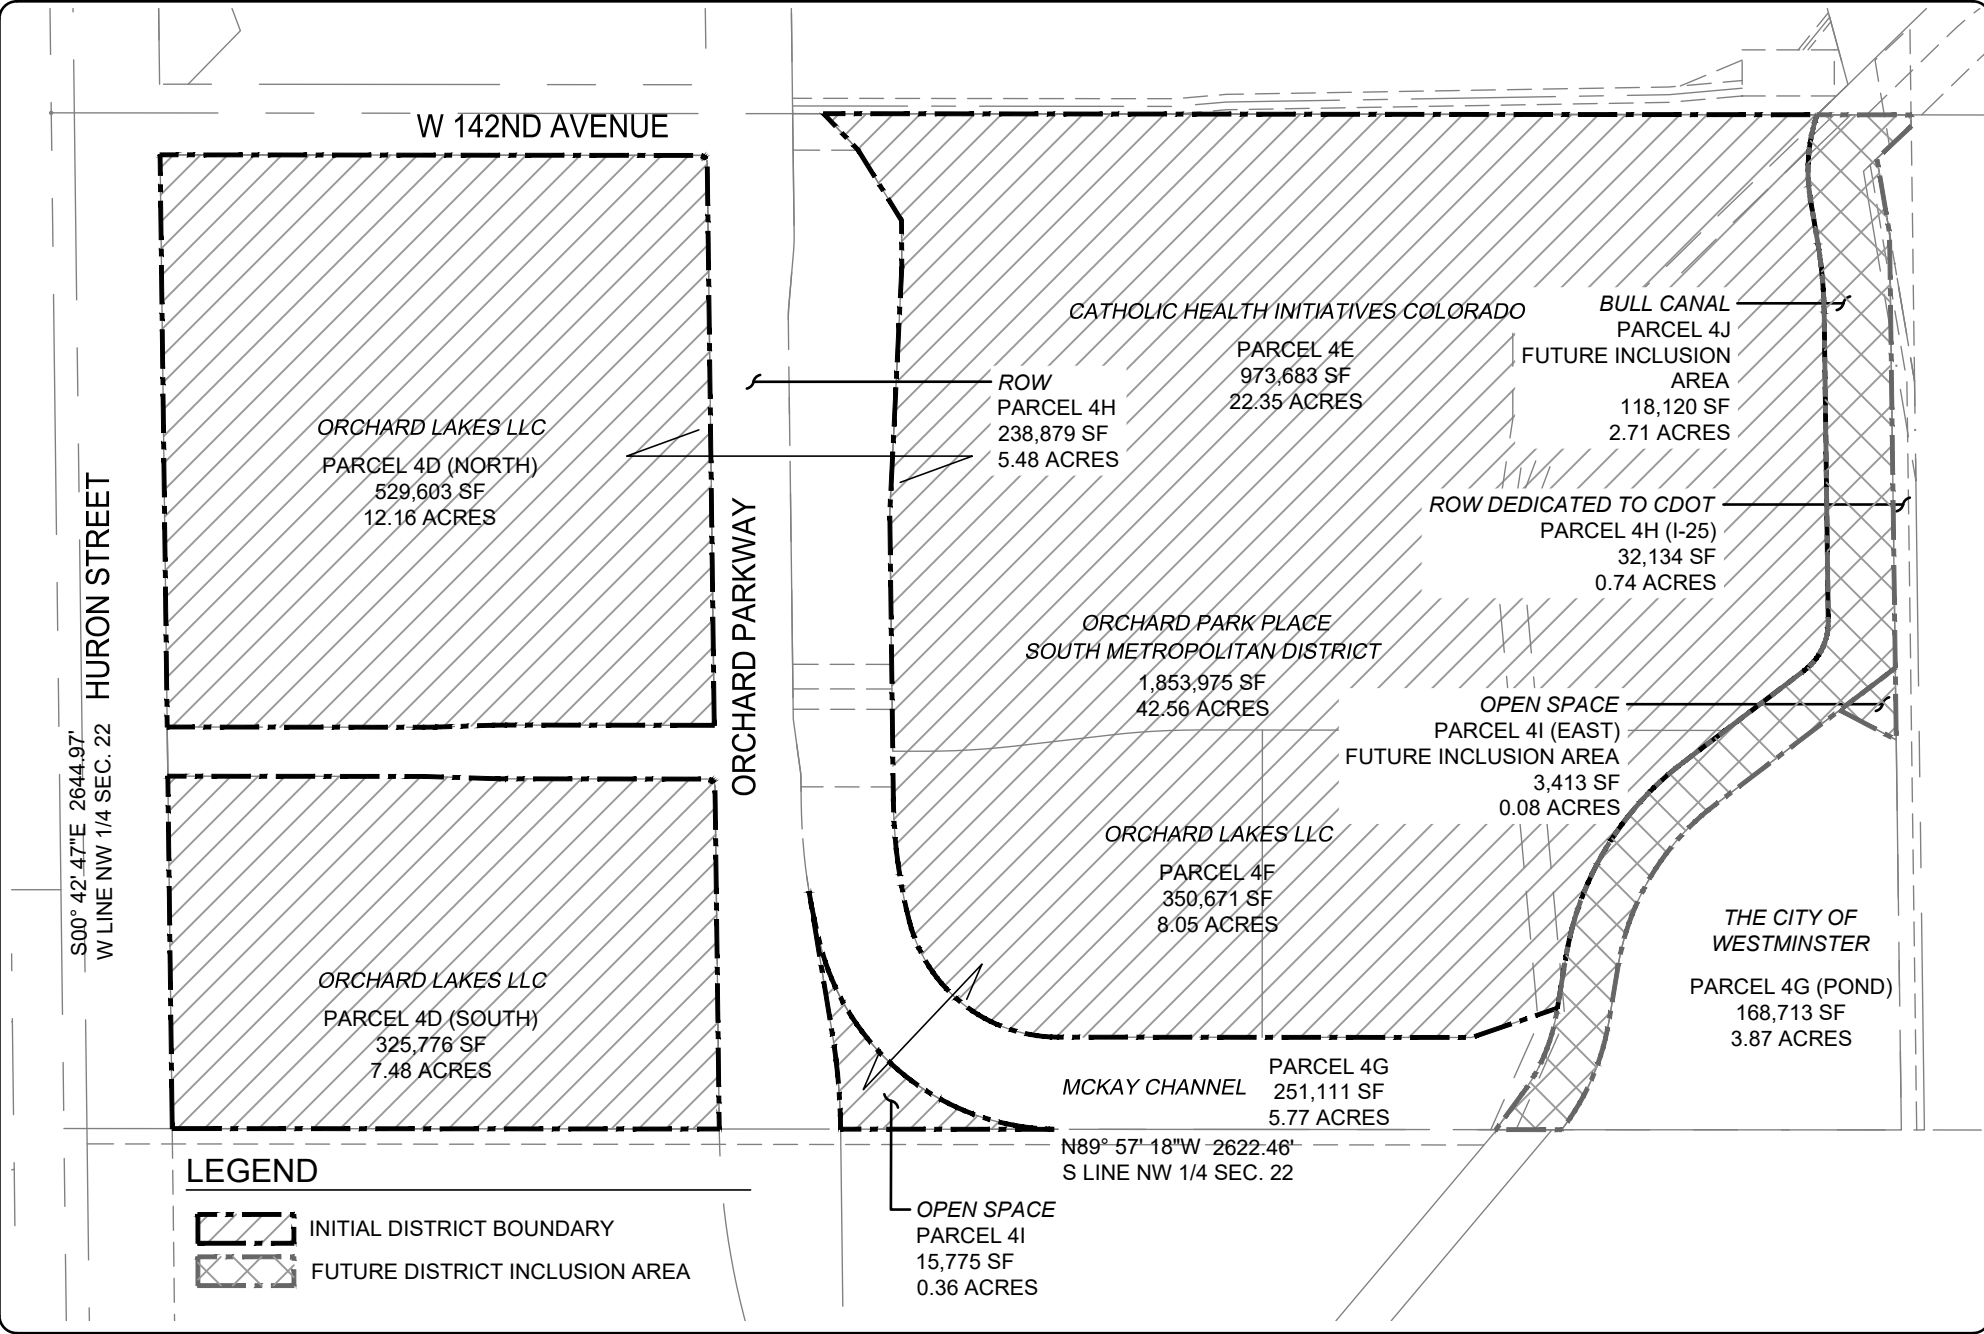 W 142ND AVENUE
HURON STREET
S00° 42' 47"E 2644.97'
W LINE NW 1/4 SEC. 22
ORCHARD LAKES LLC
PARCEL 4D (NORTH)
529,603 SF
12.16 ACRES
ORCHARD LAKES LLC
PARCEL 4D (SOUTH)
325,776 SF
7.48 ACRES
ORCHARD PARKWAY
ROW
PARCEL 4H
238,879 SF
5.48 ACRES
CATHOLIC HEALTH INITIATIVES COLORADO
PARCEL 4E
973,683 SF
22.35 ACRES
BULL CANAL
PARCEL 4J
FUTURE INCLUSION
AREA
118,120 SF
2.71 ACRES
ROW DEDICATED TO CDOT
PARCEL 4H (I-25)
32,134 SF
0.74 ACRES
ORCHARD PARK PLACE
SOUTH METROPOLITAN DISTRICT
1,853,975 SF
42.56 ACRES
OPEN SPACE
PARCEL 4I (EAST)
FUTURE INCLUSION AREA
3,413 SF
0.08 ACRES
ORCHARD LAKES LLC
PARCEL 4F
350,671 SF
8.05 ACRES
THE CITY OF
WESTMINSTER
PARCEL 4G (POND)
168,713 SF
3.87 ACRES
MCKAY CHANNEL
PARCEL 4G
251,111 SF
5.77 ACRES
N89° 57' 18"W 2622.46'
S LINE NW 1/4 SEC. 22
OPEN SPACE
PARCEL 4I
15,775 SF
0.36 ACRES
LEGEND
INITIAL DISTRICT BOUNDARY
FUTURE DISTRICT INCLUSION AREA